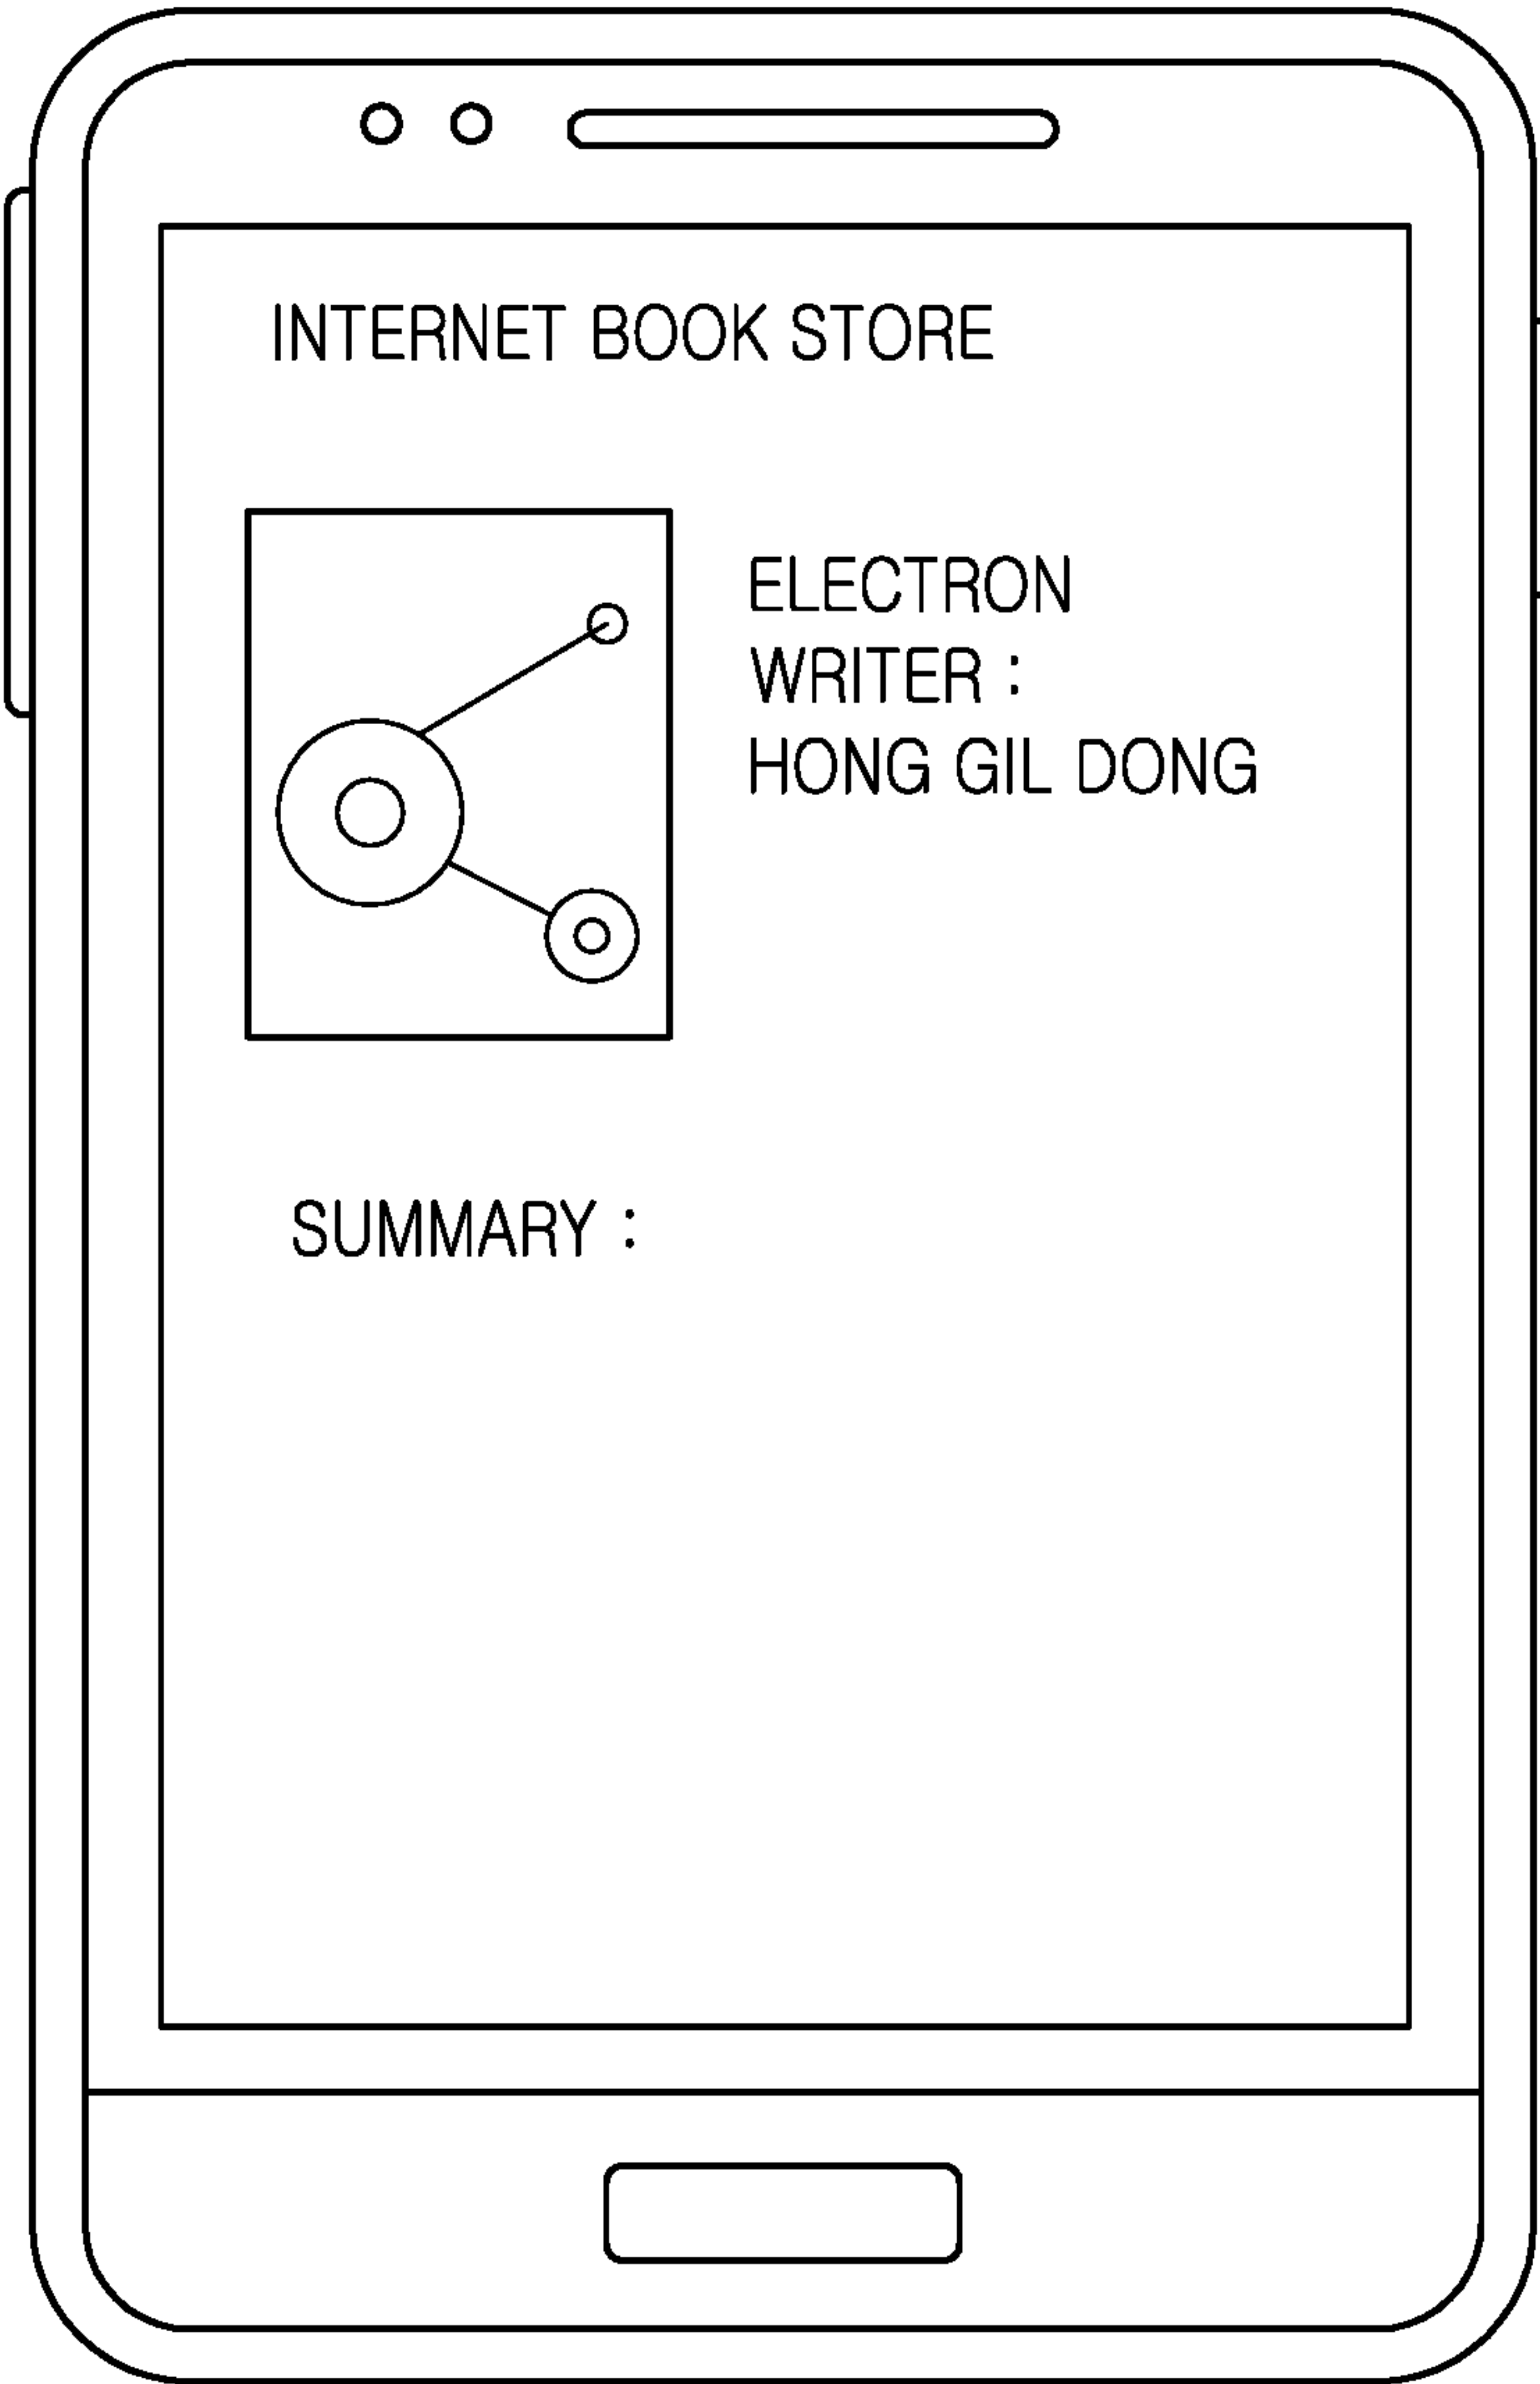 INTERNET BOOK STORE
ELECTRON
WRITER :
HONG GIL DONG
SUMMARY :